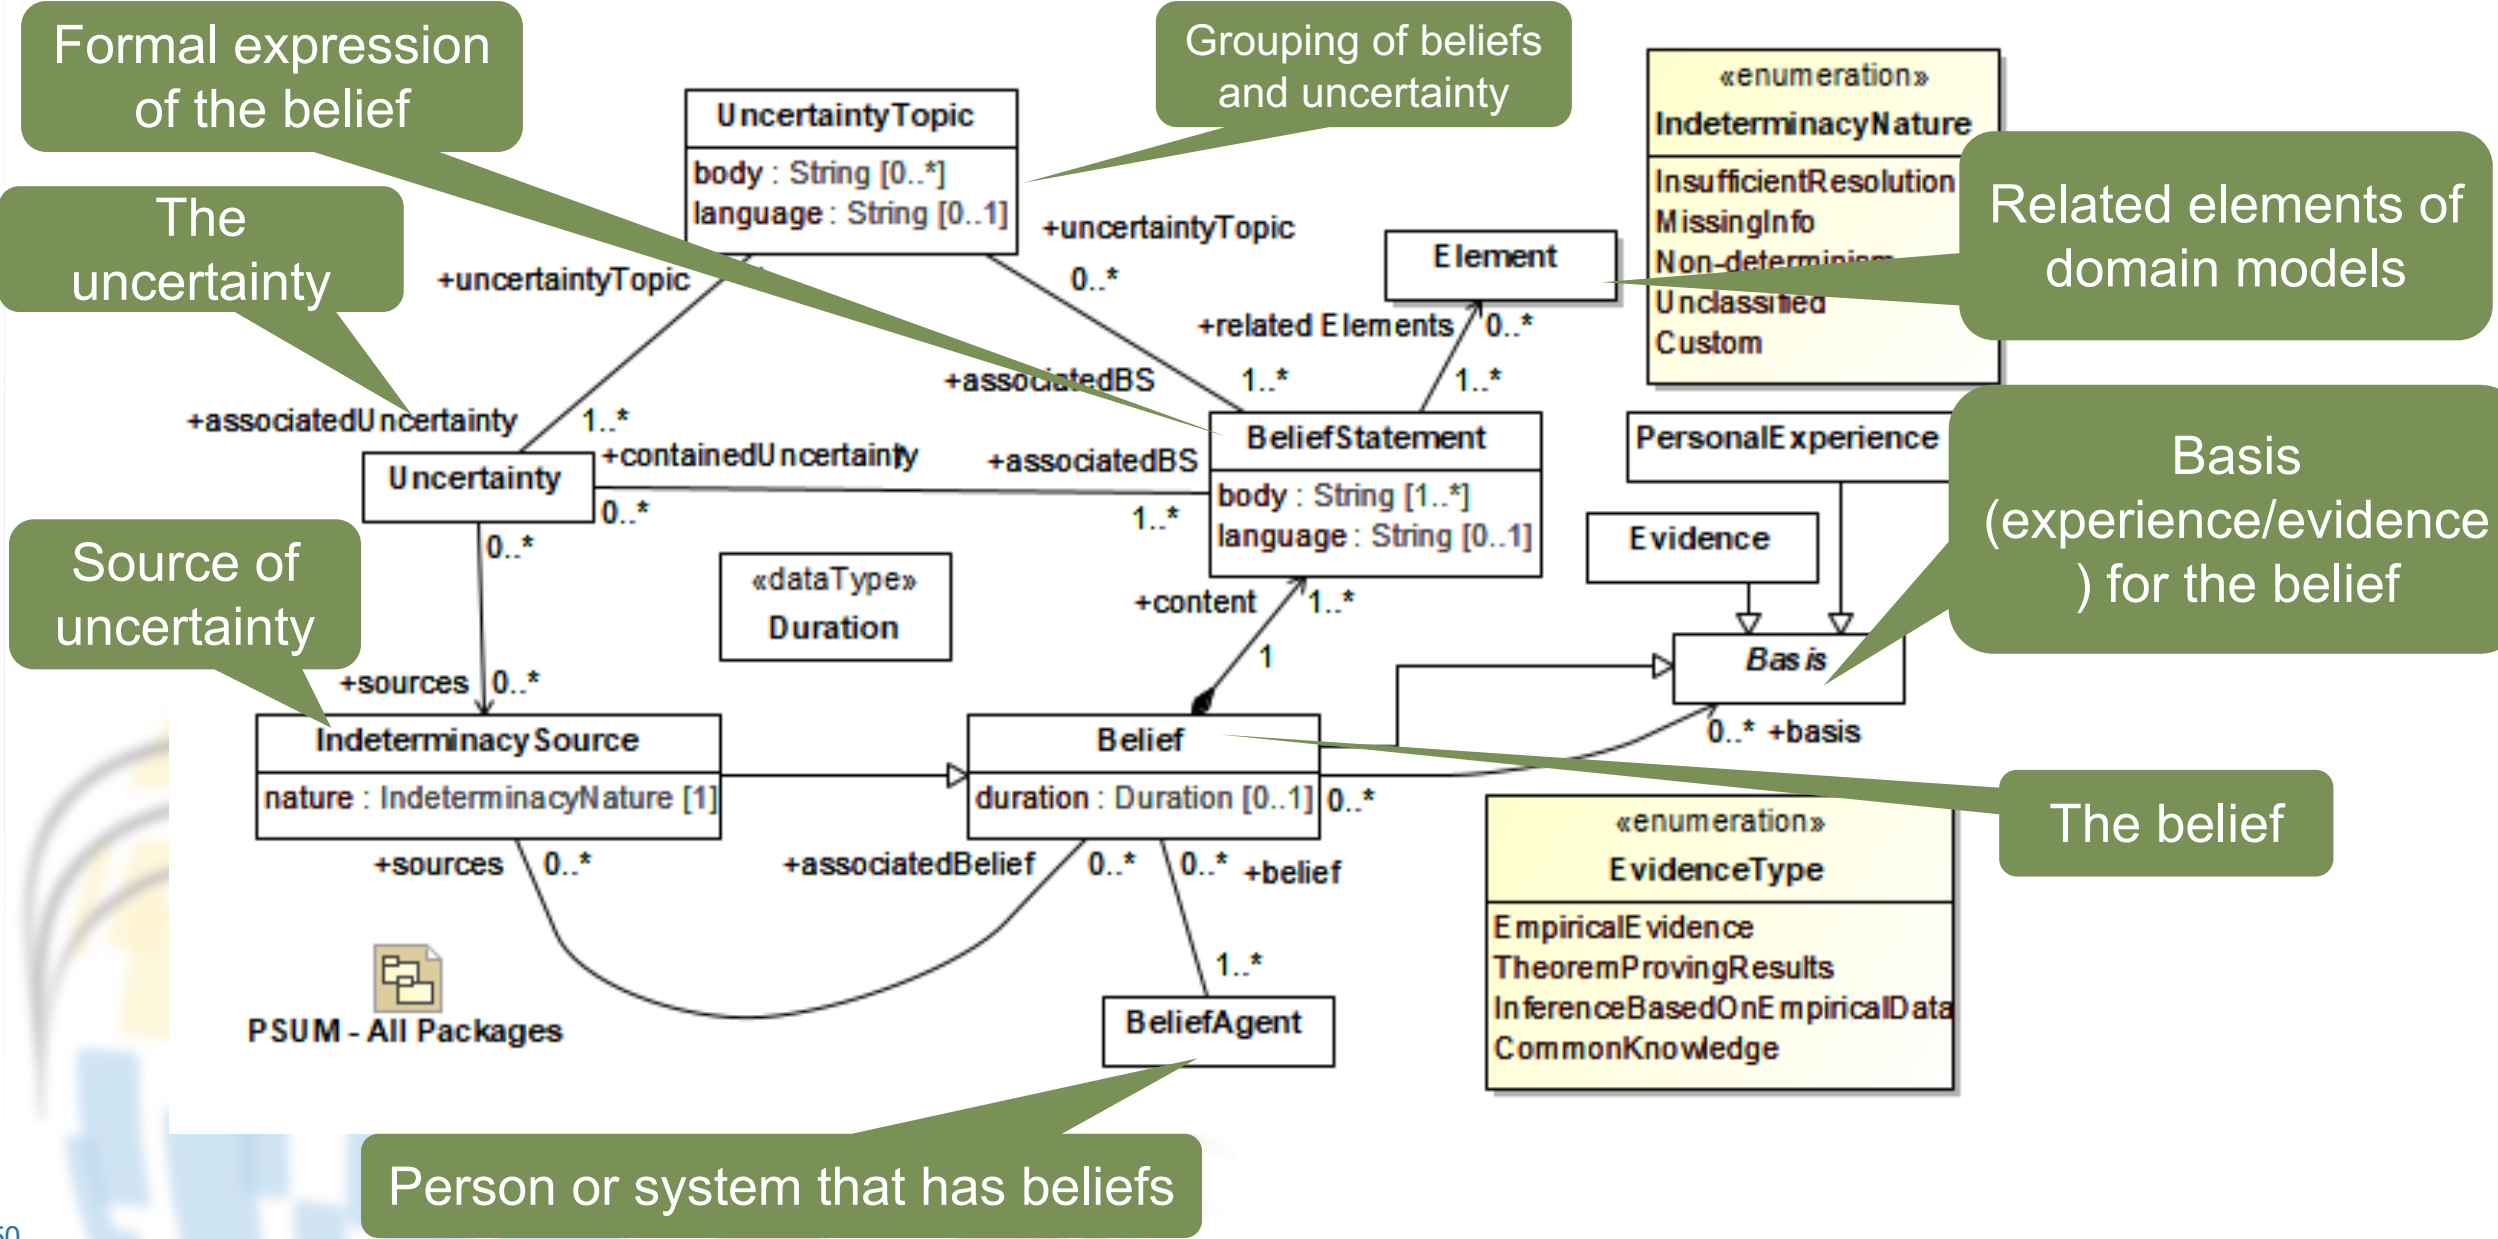 Formal expression
of the belief
Grouping of beliefs
and uncertainty
«enumeration»
IndeterminacyNature
InsufficientResolution
MissingInfo
Non-determinism
Unclassified
Custom
Related elements of
domain models
UncertaintyTopic
body : String [0..*]
language : String [0..1]
The
uncertainty
+uncertaintyTopic
0..*
+uncertaintyTopic
Element
+related Elements
0..*
+associatedBS
1..*
1..*
+associatedUncertainty
1..*
BeliefStatement
body : String [1..*]
language : String [0..1]
PersonalExperience
Basis
(experience/evidence
) for the belief
Uncertainty
+containedUncertainty
0..*
+associatedBS
1..*
Evidence
Source of
uncertainty
0..*
«dataType»
Duration
+content
1..*
1
Basis
+sources
0..*
0..* +basis
IndeterminacySource
nature : IndeterminacyNature [1]
Belief
duration : Duration [0..1]
0..*
The belief
+sources
0..*
+associatedBelief
0..*
0..*
+belief
«enumeration»
EvidenceType
EmpiricalEvidence
TheoremProvingResults
InferenceBasedOnEmpiricalData
CommonKnowledge
1..*
BeliefAgent
PSUM - All Packages
Person or system that has beliefs